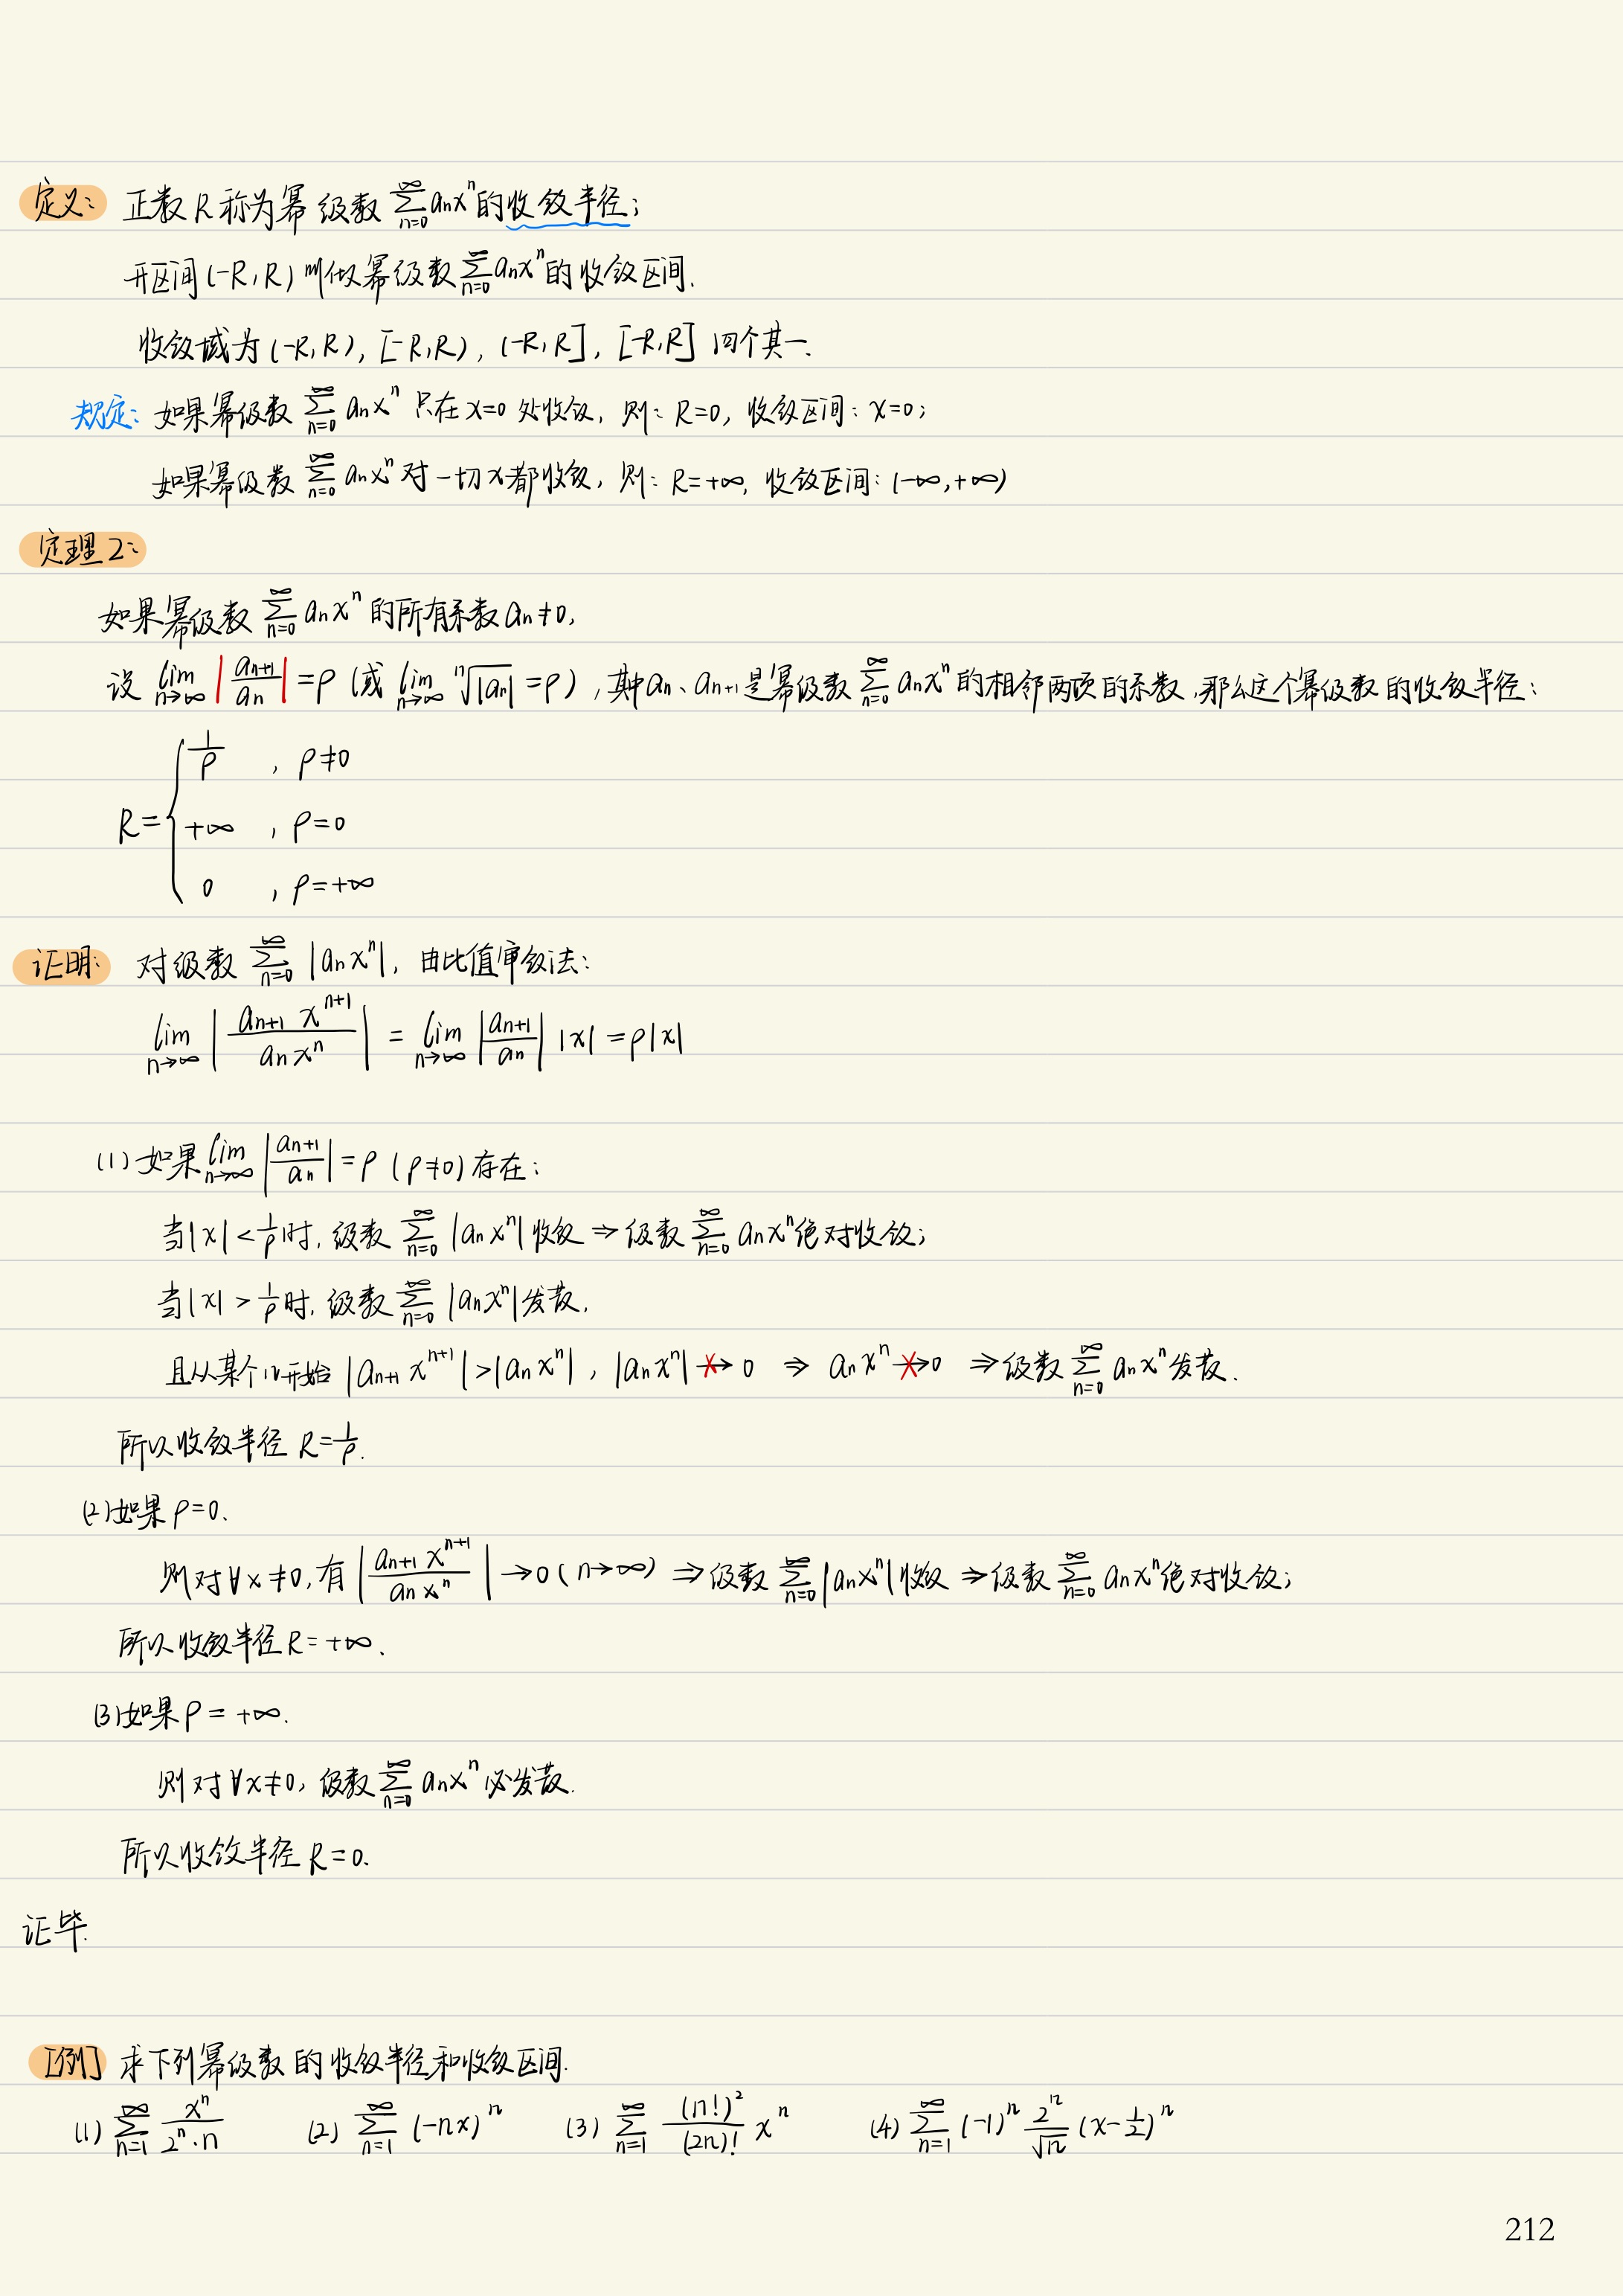 定义: 正数 R 称为幂级数 $\sum_{n=0}^{\infty} a_n x^n$ 的收敛半径;
开区间 (-R, R) 叫做幂级数 $\sum_{n=0}^{\infty} a_n x^n$ 的收敛区间.
收敛域为 (-R, R), [-R, R), (-R, R], [-R, R] 四个其一.
规定: 如果幂级数 $\sum_{n=0}^{\infty} a_n x^n$ 只在 x=0 处收敛, 则: R=0, 收敛区间: x=0;
如果幂级数 $\sum_{n=0}^{\infty} a_n x^n$ 对一切 x 都收敛, 则: R=+∞, 收敛区间: (-∞, +∞)
定理2:
如果幂级数 $\sum_{n=0}^{\infty} a_n x^n$ 的所有系数 $a_n \neq 0$,
设 $\lim_{n\to\infty} \left|\frac{a_{n+1}}{a_n}\right| = \rho$ (或 $\lim_{n\to\infty} \sqrt[n]{|a_n|} = \rho$), 其中 $a_n$、$a_{n+1}$ 是幂级数 $\sum_{n=0}^{\infty} a_n x^n$ 的相邻两项的系数, 那么这个幂级数的收敛半径:
$R = \begin{cases} \frac{1}{\rho}, & \rho \neq 0 \\ +\infty, & \rho = 0 \\ 0, & \rho = +\infty \end{cases}$
证明: 对级数 $\sum_{n=0}^{\infty} |a_n x^n|$, 由比值审敛法:
$\lim_{n\to\infty} \left|\frac{a_{n+1} x^{n+1}}{a_n x^n}\right| = \lim_{n\to\infty} \left|\frac{a_{n+1}}{a_n}\right| |x| = \rho|x|$
(1) 如果 $\lim_{n\to\infty} \left|\frac{a_{n+1}}{a_n}\right| = \rho$ ($\rho \neq 0$) 存在:
当 $|x| < \frac{1}{\rho}$ 时, 级数 $\sum_{n=0}^{\infty} |a_n x^n|$ 收敛 ⇒ 级数 $\sum_{n=0}^{\infty} a_n x^n$ 绝对收敛;
当 $|x| > \frac{1}{\rho}$ 时, 级数 $\sum_{n=0}^{\infty} |a_n x^n|$ 发散,
且从某个 n 开始 $|a_{n+1} x^{n+1}| > |a_n x^n|$, $|a_n x^n| \not\to 0$ ⇒ $a_n x^n \not\to 0$ ⇒ 级数 $\sum_{n=0}^{\infty} a_n x^n$ 发散.
所以收敛半径 $R = \frac{1}{\rho}$.
(2) 如果 $\rho = 0$.
则对 ∀x≠0, 有 $\left|\frac{a_{n+1} x^{n+1}}{a_n x^n}\right| \to 0$ (n→∞) ⇒ 级数 $\sum_{n=0}^{\infty} |a_n x^n|$ 收敛 ⇒ 级数 $\sum_{n=0}^{\infty} a_n x^n$ 绝对收敛;
所以收敛半径 R=+∞.
(3) 如果 $\rho = +\infty$.
则对 ∀x≠0, 级数 $\sum_{n=0}^{\infty} a_n x^n$ 必发散.
所以收敛半径 R=0.
证毕.
[例] 求下列幂级数的收敛半径和收敛区间.
(1) $\sum_{n=1}^{\infty} \frac{x^n}{2^n \cdot n}$ (2) $\sum_{n=1}^{\infty} (-nx)^n$ (3) $\sum_{n=1}^{\infty} \frac{(n!)^2}{(2n)!} x^n$ (4) $\sum_{n=1}^{\infty} (-1)^n \frac{2^n}{\sqrt{n}} (x-\frac{1}{2})^n$
212